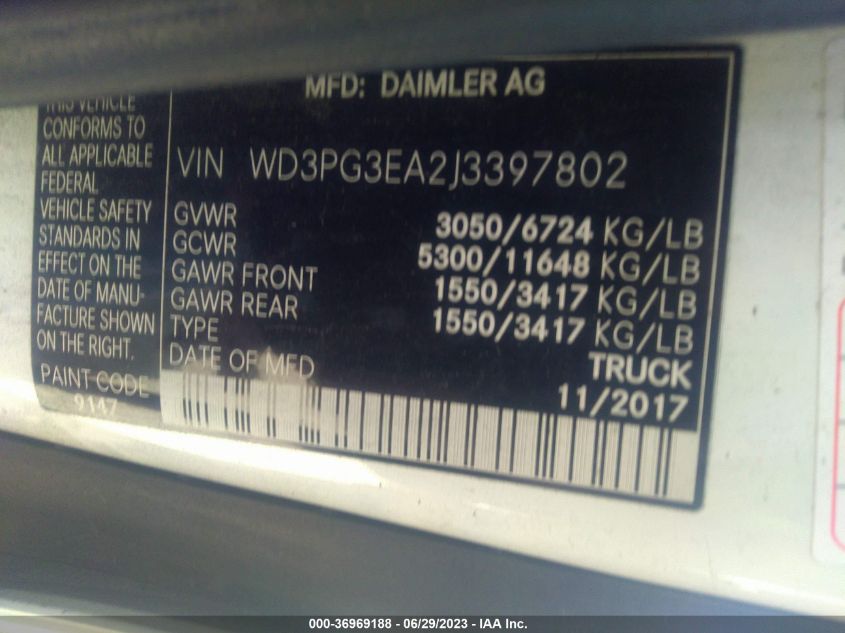 MFD: DAIMLER AG
THIS VEHICLE
CONFORMS TO
ALL APPLICABLE
FEDERAL
VEHICLE SAFETY
STANDARDS IN
EFFECT ON THE
DATE OF MANU-
FACTURE SHOWN
ON THE RIGHT.
PAINT CODE
9147
VIN WD3PG3EA2J3397802
GVWR 3050/6724 KG/LB
GCWR 5300/11648 KG/LB
GAWR FRONT 1550/3417 KG/LB
GAWR REAR 1550/3417 KG/LB
TYPE TRUCK
DATE OF MFD 11/2017
000-36969188 - 06/29/2023 - IAA Inc.